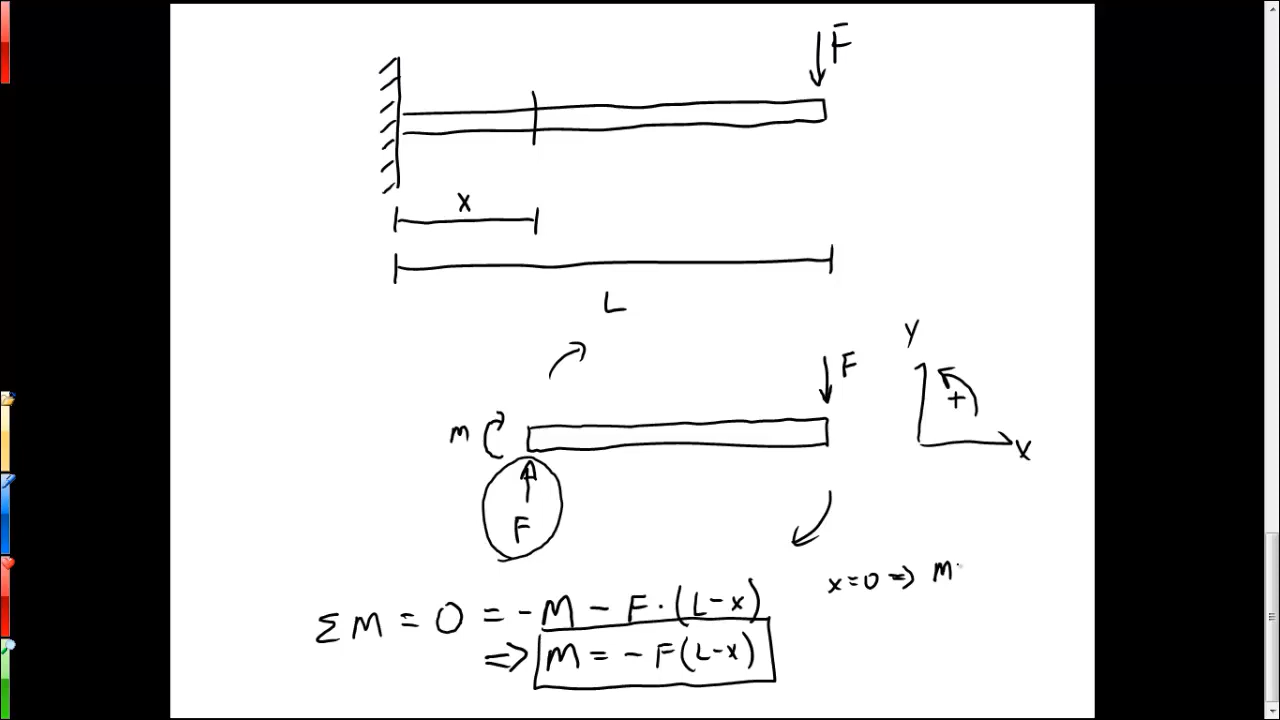 F
x
L
y
F
+
M
x
F
x=0 => M
ΣM = 0 = -M - F·(L-x)
=> M = -F(L-x)